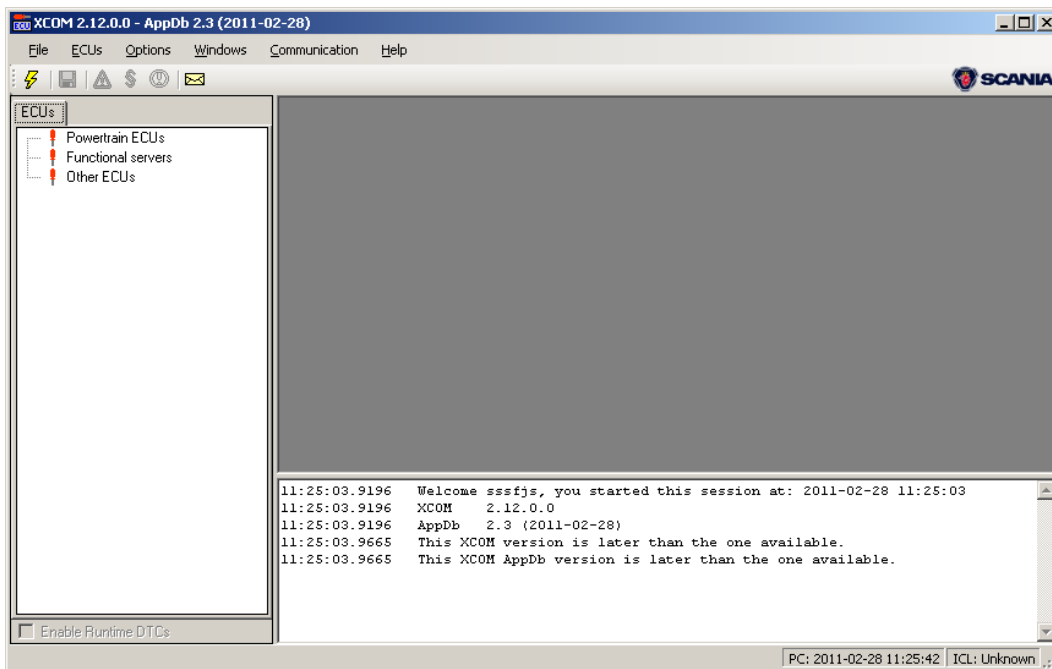 XCOM 2.12.0.0 - AppDb 2.3 (2011-02-28)
File ECUs Options Windows Communication Help
SCANIA
ECUs
Powertrain ECUs
Functional servers
Other ECUs
11:25:03.9196 Welcome sssfjs, you started this session at: 2011-02-28 11:25:03
11:25:03.9196 XCOM 2.12.0.0
11:25:03.9196 AppDb 2.3 (2011-02-28)
11:25:03.9665 This XCOM version is later than the one available.
11:25:03.9665 This XCOM AppDb version is later than the one available.
Enable Runtime DTCs
PC: 2011-02-28 11:25:42 ICL: Unknown